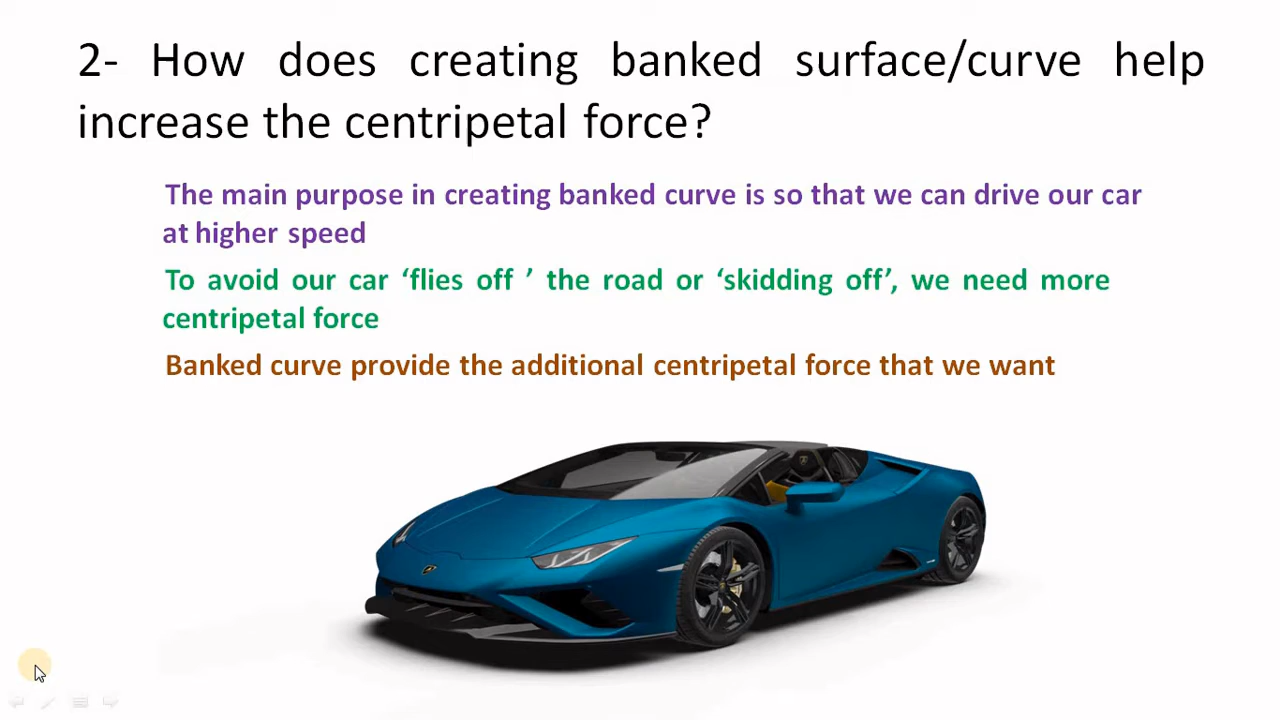 2- How does creating banked surface/curve help
increase the centripetal force?
The main purpose in creating banked curve is so that we can drive our car
at higher speed
To avoid our car ‘flies off ’ the road or ‘skidding off’, we need more
centripetal force
Banked curve provide the additional centripetal force that we want